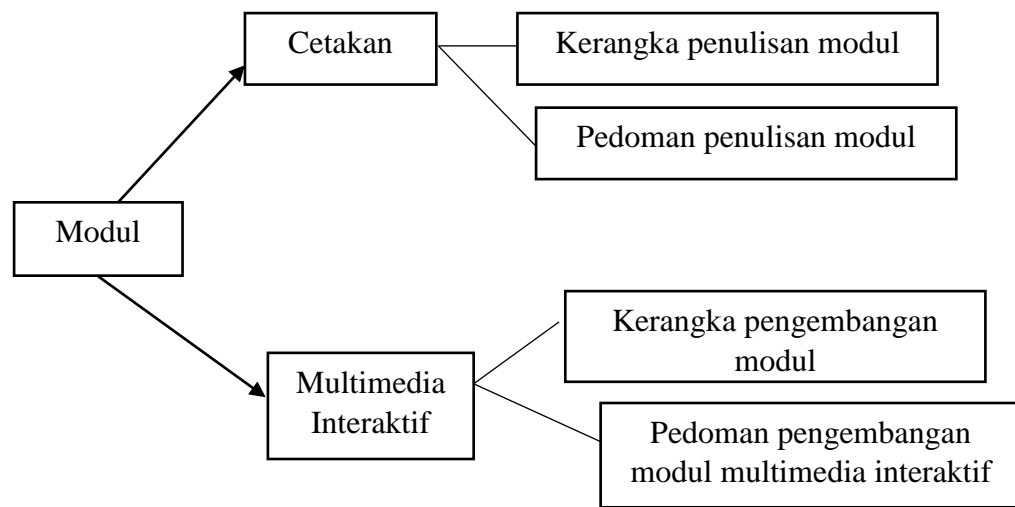 Cetakan
Kerangka penulisan modul
Pedoman penulisan modul
Modul
Kerangka pengembangan
modul
Multimedia
Interaktif
Pedoman pengembangan
modul multimedia interaktif